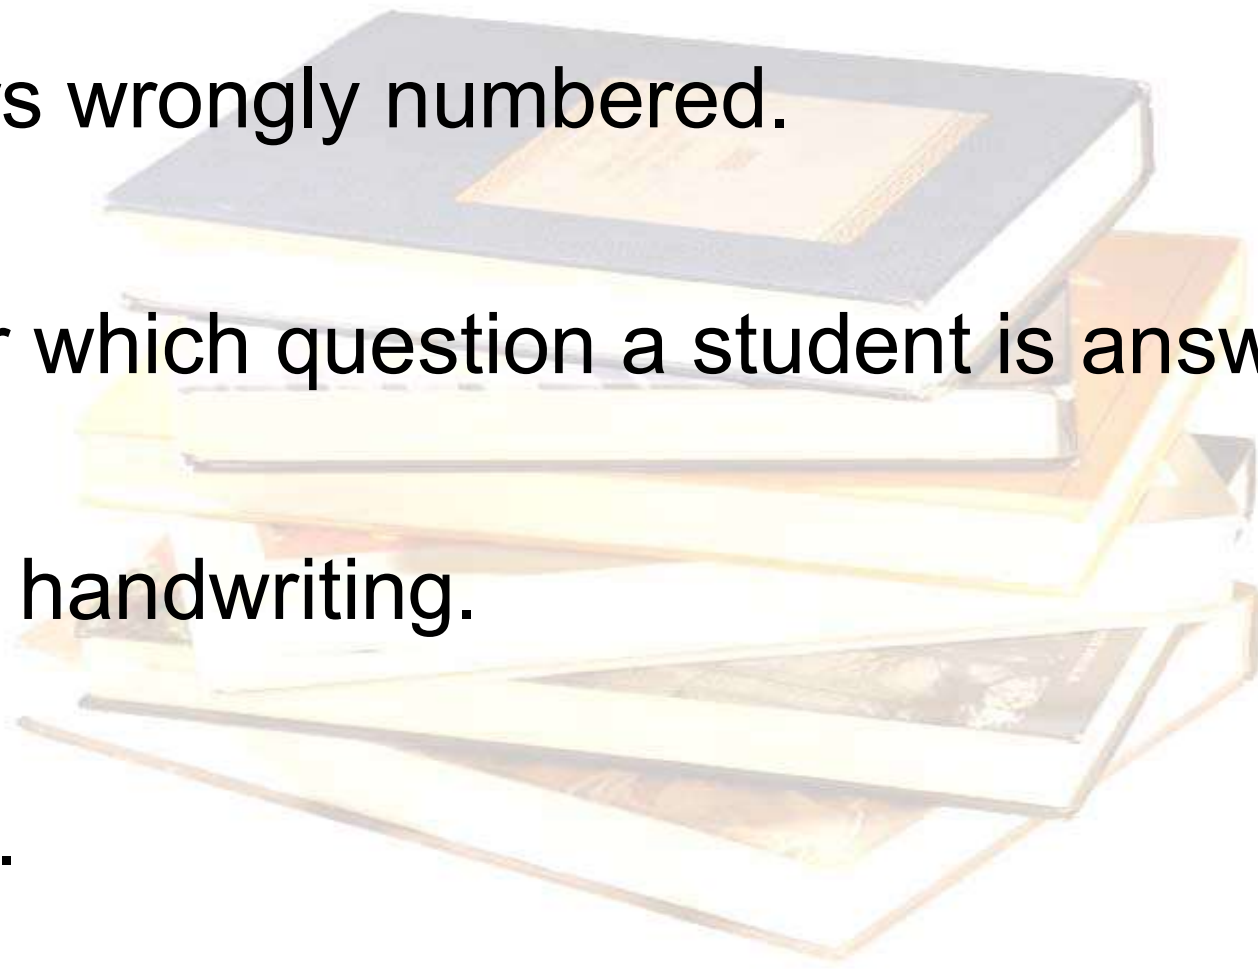 s wrongly numbered.
r which question a student is answ
handwriting.
.